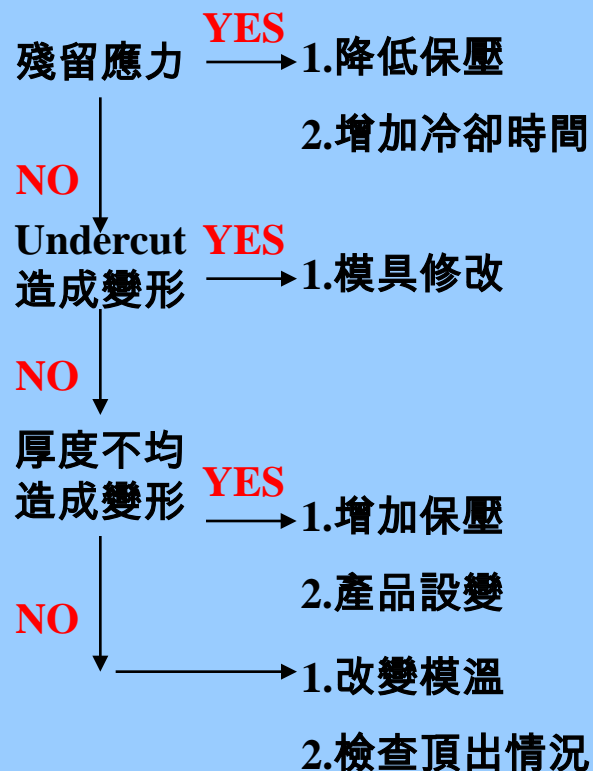 YES
殘留應力
1.降低保壓
2.增加冷卻時間
NO
Undercut
造成變形
YES
1.模具修改
NO
厚度不均
造成變形
YES
1.增加保壓
2.產品設變
NO
1.改變模溫
2.檢查頂出情況